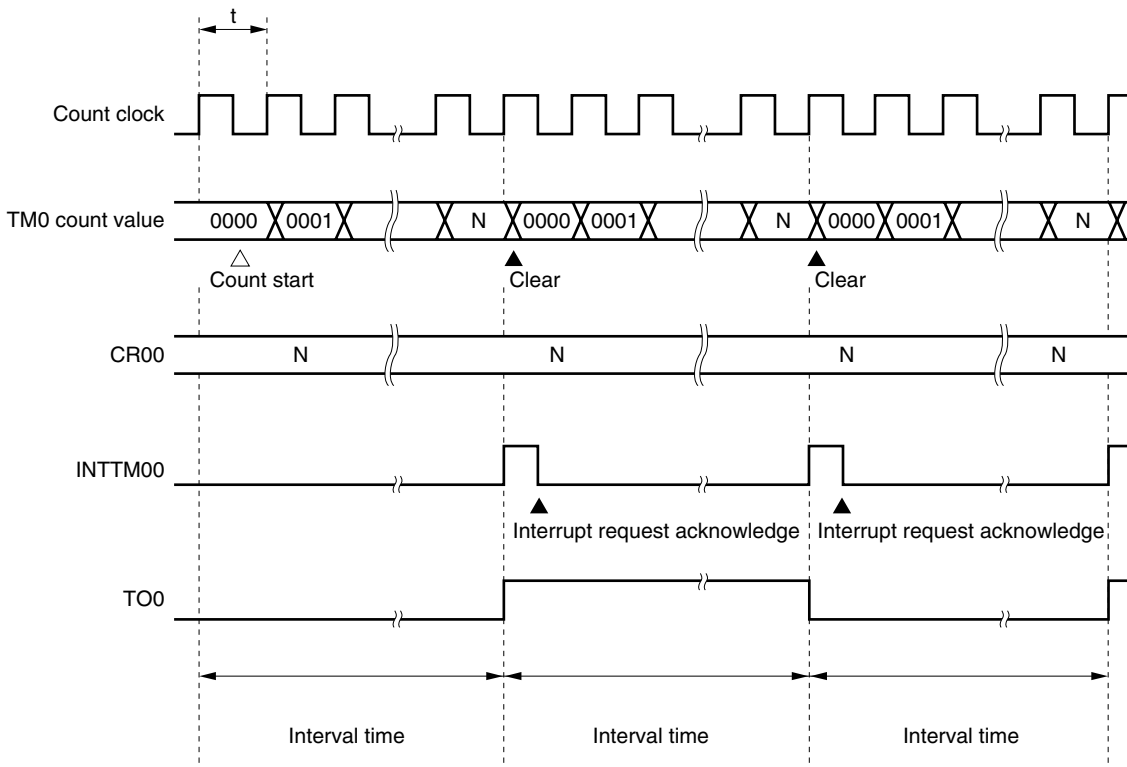 t
Count clock
TM0 count value 0000 0001 N 0000 0001 N 0000 0001 N
Count start Clear Clear
CR00 N N N N
INTTM00
Interrupt request acknowledge Interrupt request acknowledge
TO0
Interval time Interval time Interval time